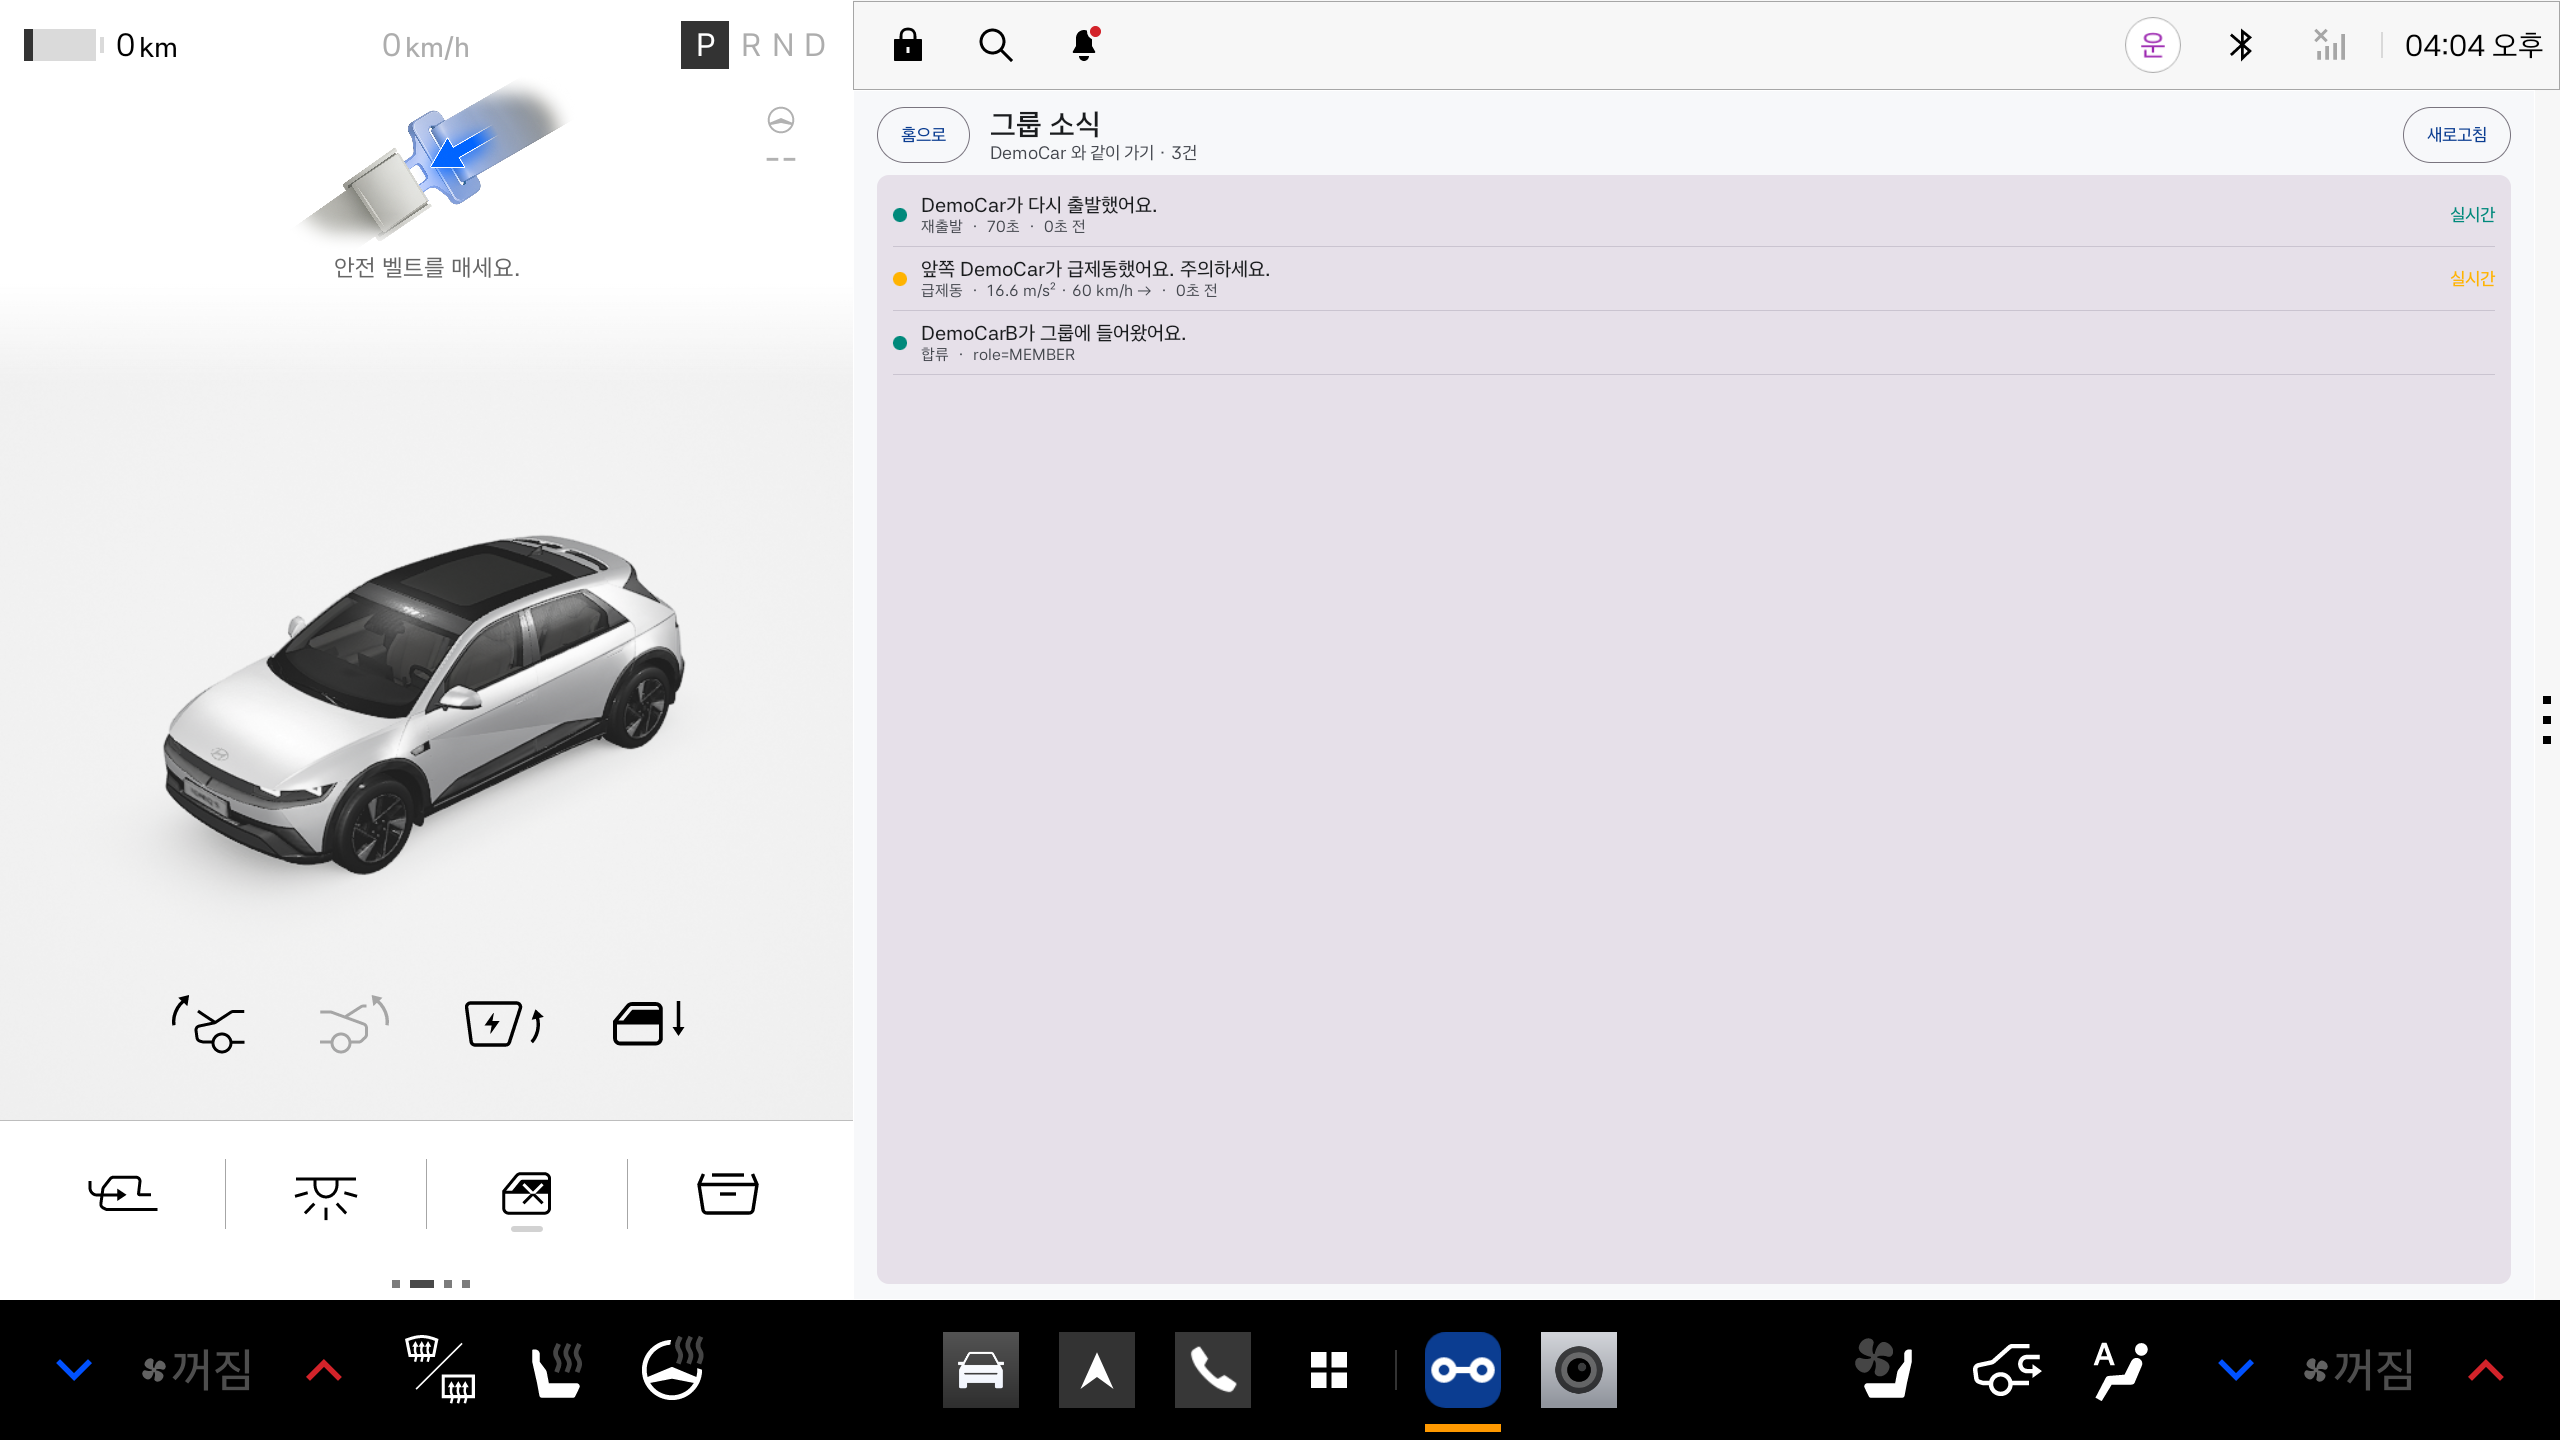 0 km
0 km/h
P R N D
안전 벨트를 매세요.
운
04:04 오후
홈으로
그룹 소식
DemoCar 와 같이 가기 · 3건
새로고침
DemoCar가 다시 출발했어요.
재출발 · 70초 · 0초 전
실시간
앞쪽 DemoCar가 급제동했어요. 주의하세요.
급제동 · 16.6 m/s² · 60 km/h → · 0초 전
실시간
DemoCarB가 그룹에 들어왔어요.
합류 · role=MEMBER
꺼짐
A
꺼짐